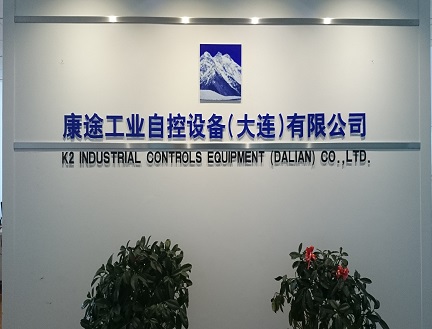 康途工业自控设备(大连)有限公司
K2 INDUSTRIAL CONTROLS EQUIPMENT (DALIAN) CO.,LTD.